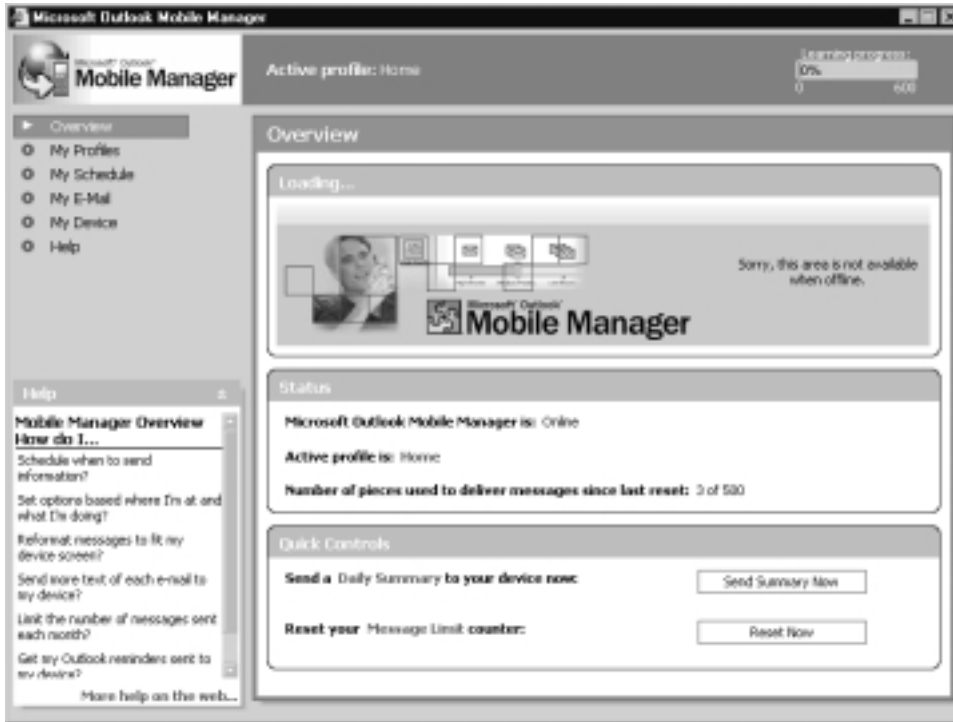 Microsoft Outlook Mobile Manager
Microsoft Outlook
Mobile Manager
Active profile: Home
Learning progress:
0%
0 600
Overview
My Profiles
My Schedule
My E-Mail
My Device
Help
Overview
Loading...
Sorry, this area is not available
when offline.
Microsoft Outlook
Mobile Manager
Help
Mobile Manager Overview
How do I...
Schedule when to send
information?
Set options based where I'm at and
what I'm doing?
Reformat messages to fit my
device screen?
Send more text of each e-mail to
my device?
Limit the number of messages sent
each month?
Get my Outlook reminders sent to
my device?
More help on the web...
Status
Microsoft Outlook Mobile Manager is: Online
Active profile is: Home
Number of pieces used to deliver messages since last reset: 3 of 500
Quick Controls
Send a Daily Summary to your device now:
Send Summary Now
Reset your Message Limit counter:
Reset Now